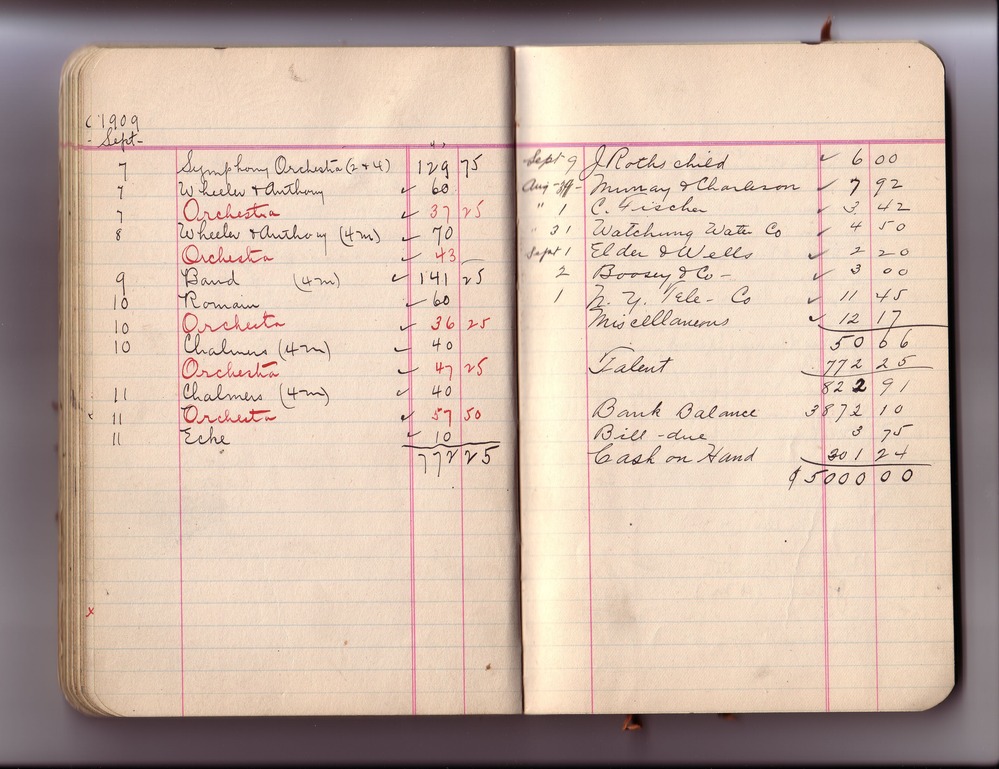 1909
- Sept -
7 Symphony Orchestra (2 + 4) 129 75
7 Wheeler & Anthony ✓ 60
7 Orchestra ✓ 37 25
8 Wheeler & Anthony (4m) ✓ 70
Orchestra ✓ 43 —
9 Band (4m) ✓ 141 25
10 Romain ✓ 60
10 Orchestra ✓ 36 25
10 Chalmers (4m) ✓ 40
Orchestra ✓ 47 25
11 Chalmers (4m) ✓ 40
x 11 Orchestra ✓ 57 50
11 Eche ✓ 10
772 25
x
Sept 9 J Rothschild ✓ 6 00
Aug - Murray & Charleson ✓ 7 92
" 1 C. Fischer ✓ 3 42
" 31 Watchung Water Co ✓ 4 50
Sept 1 Elder & Wells ✓ 2 20
2 Boosey & Co - ✓ 3 00
1 N. Y. Tele - Co ✓ 11 45
Miscellaneous ✓ 12 17
50 66
Talent 772 25
822 91
Bank Balance 3872 10
Bill - due 3 75
Cash on Hand 301 24
$5000 00